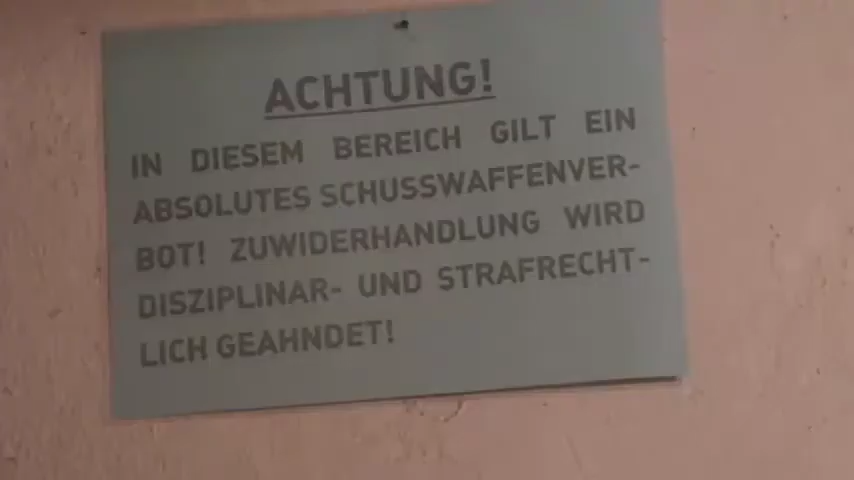 ACHTUNG!
IN DIESEM BEREICH GILT EIN
ABSOLUTES SCHUSSWAFFENVER-
BOT! ZUWIDERHANDLUNG WIRD
DISZIPLINAR- UND STRAFRECHT-
LICH GEAHNDET!